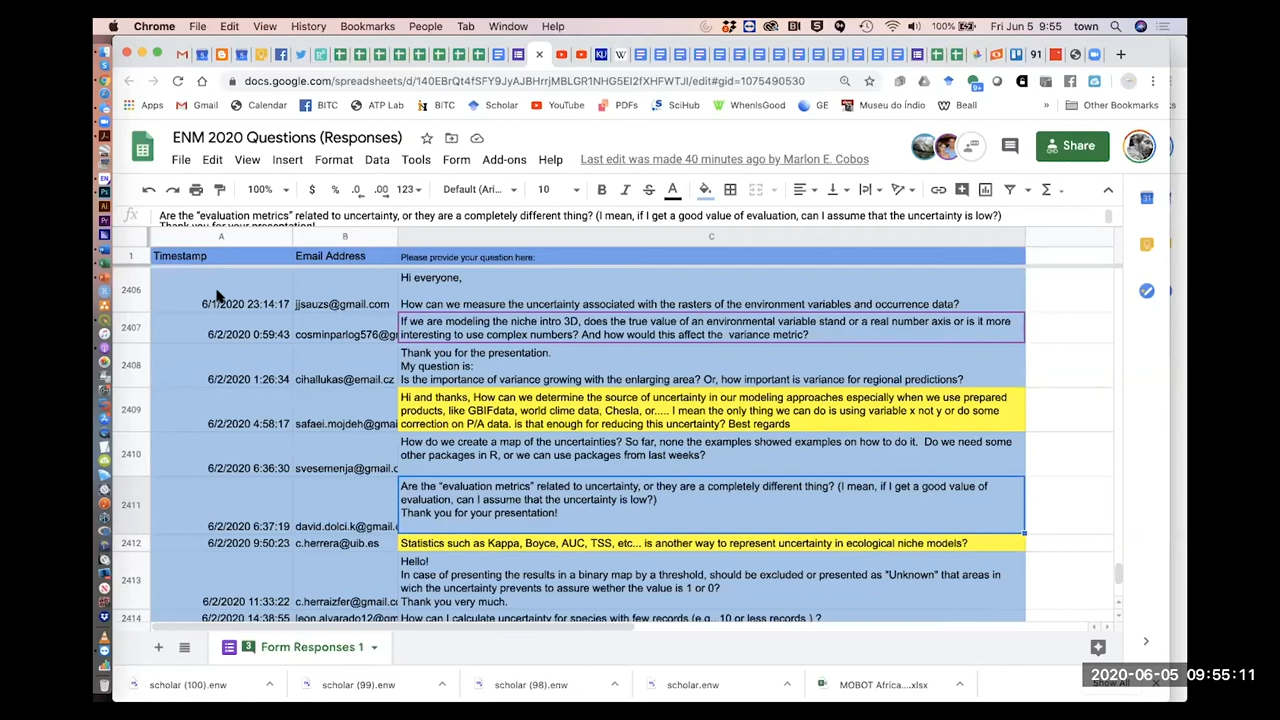 Chrome File Edit View History Bookmarks People Tab Window Help 100% Fri Jun 5 9:55 town
91
docs.google.com/spreadsheets/d/
Apps Gmail Calendar BITC ATP Lab BITC Scholar YouTube PDFs SciHub WhenIsGood GE Museu do Índio Beall » Other Bookmarks
ENM 2020 Questions (Responses)
Share
File Edit View Insert Format Data Tools Form Add-ons Help Last edit was made 40 minutes ago by Marlon E. Cobos
100% $ % .0 .00 123 Default (Ari... 10 B I S A
fx Are the "evaluation metrics" related to uncertainty, or they are a completely different thing? (I mean, if I get a good value of evaluation, can I assume that the uncertainty is low?)
Thank you for your presentation!
A B C
1 Timestamp Email Address Please provide your question here:
Hi everyone,
2406 6/1/2020 23:14:17 jjsauzs@gmail.com How can we measure the uncertainty associated with the rasters of the environment variables and occurrence data?
2407 If we are modeling the niche intro 3D, does the true value of an environmental variable stand or a real number axis or is it more
6/2/2020 0:59:43 cosminparlog576@g interesting to use complex numbers? And how would this affect the variance metric?
Thank you for the presentation.
2408 My question is:
6/2/2020 1:26:34 cihallukas@email.cz Is the importance of variance growing with the enlarging area? Or, how important is variance for regional predictions?
Hi and thanks, How can we determine the source of uncertainty in our modeling approaches especially when we use prepared
2409 products, like GBIFdata, world clime data, Chesla, or..... I mean the only thing we can do is using variable x not y or do some
6/2/2020 4:58:17 safaei.mojdeh@gmai correction on P/A data. is that enough for reducing this uncertainty? Best regards
2410 How do we create a map of the uncertainties? So far, none the examples showed examples on how to do it. Do we need some
other packages in R, or we can use packages from last weeks?
6/2/2020 6:36:30 svesemenja@gmail.c
Are the "evaluation metrics" related to uncertainty, or they are a completely different thing? (I mean, if I get a good value of
2411 evaluation, can I assume that the uncertainty is low?)
Thank you for your presentation!
6/2/2020 6:37:19 david.dolci.k@gmail.
2412 6/2/2020 9:50:23 c.herrera@uib.es Statistics such as Kappa, Boyce, AUC, TSS, etc... is another way to represent uncertainty in ecological niche models?
Hello!
2413 In case of presenting the results in a binary map by a threshold, should be excluded or presented as "Unknown" that areas in
wich the uncertainty prevents to assure wether the value is 1 or 0?
6/2/2020 11:33:22 c.herraizfer@gmail.c Thank you very much.
2414 6/2/2020 14:38:55 leon.alvarado12@gm How can I calculate uncertainty for species with few records (e.g., 10 or less records ) ?
3 Form Responses 1
scholar (100).enw scholar (99).enw scholar (98).enw scholar.enw MOBOT Africa....xlsx Show All
2020-06-05 09:55:11